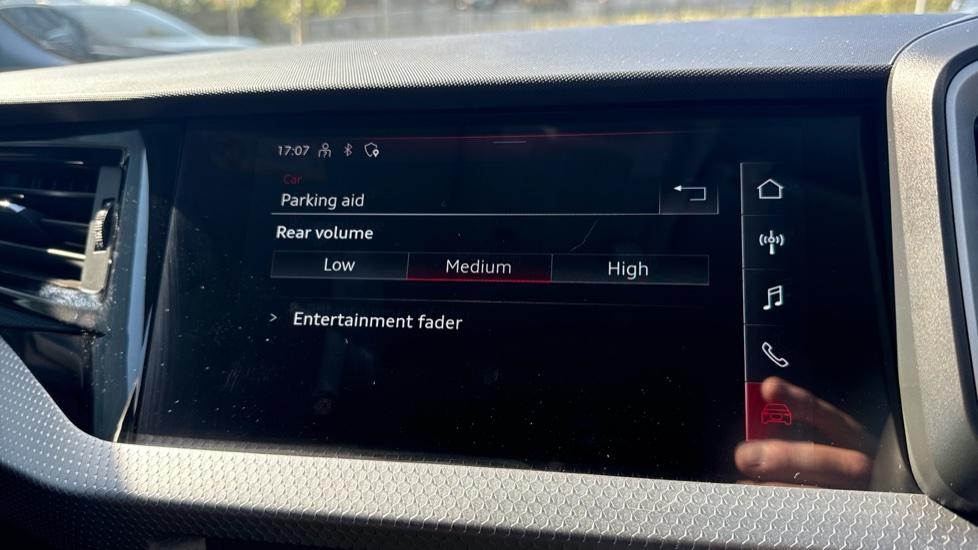 17:07
Car
Parking aid
Rear volume
Low Medium High
> Entertainment fader